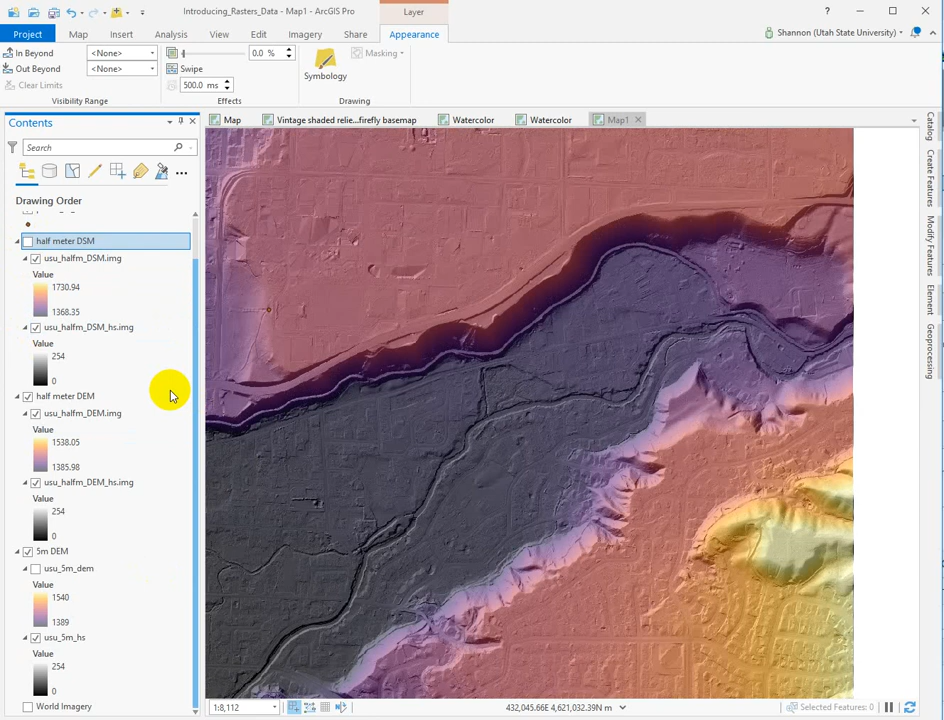 Introducing_Rasters_Data - Map1 - ArcGIS Pro
Layer
?
Project Map Insert Analysis View Edit Imagery Share Appearance
Shannon (Utah State University)
In Beyond <None>
Out Beyond <None>
Clear Limits
Visibility Range
0.0 %
Swipe
500.0 ms
Effects
Symbology
Masking
Drawing
Contents
Search
Drawing Order
half meter DSM
usu_halfm_DSM.img
Value
1730.94
1368.35
usu_halfm_DSM_hs.img
Value
254
0
half meter DEM
usu_halfm_DEM.img
Value
1538.05
1385.98
usu_halfm_DEM_hs.img
Value
254
0
5m DEM
usu_5m_dem
Value
1540
1389
usu_5m_hs
Value
254
0
World Imagery
Map Vintage shaded relie...firefly basemap Watercolor Watercolor Map1
1:8,112
432,045.66E 4,621,032.39N m
Selected Features: 0
Catalog
Create Features
Modify Features
Element
Geoprocessing